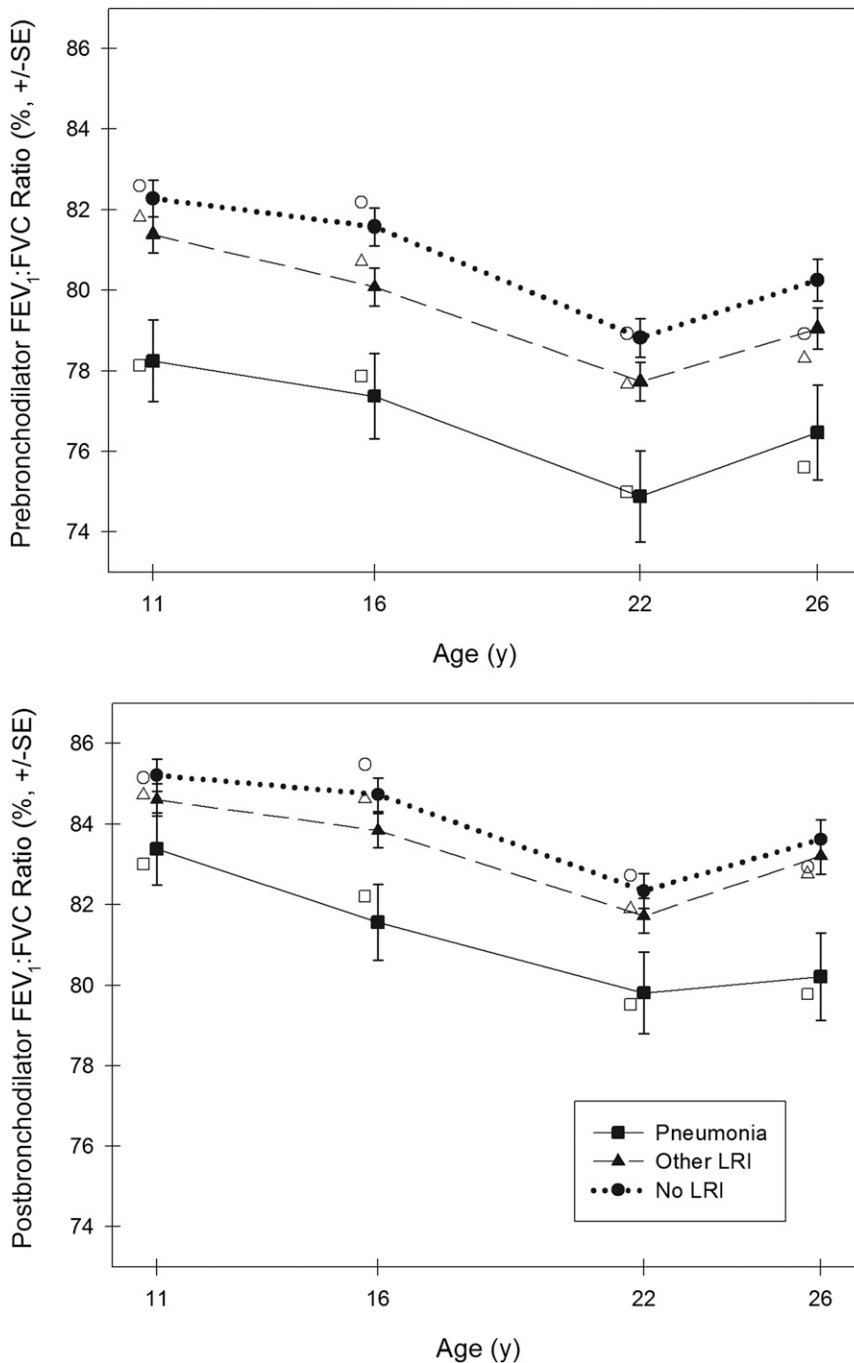 Prebronchodilator FEV₁:FVC Ratio (%, +/-SE)
86
84
82
80
78
76
74
11 16 22 26
Age (y)
Postbronchodilator FEV₁:FVC Ratio (%, +/-SE)
86
84
82
80
78
76
74
Pneumonia
Other LRI
No LRI
11 16 22 26
Age (y)